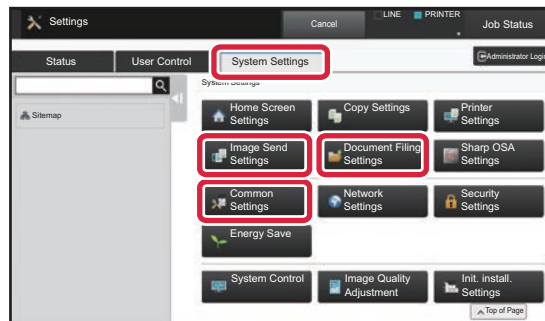 Settings
Cancel
LINE
PRINTER
Job Status
Status
User Control
System Settings
Administrator Login
System Settings
Sitemap
Home Screen
Settings
Copy Settings
Printer
Settings
Image Send
Settings
Document Filing
Settings
Sharp OSA
Settings
Common
Settings
Network
Settings
Security
Settings
Energy Save
System Control
Image Quality
Adjustment
Init. install.
Settings
Top of Page